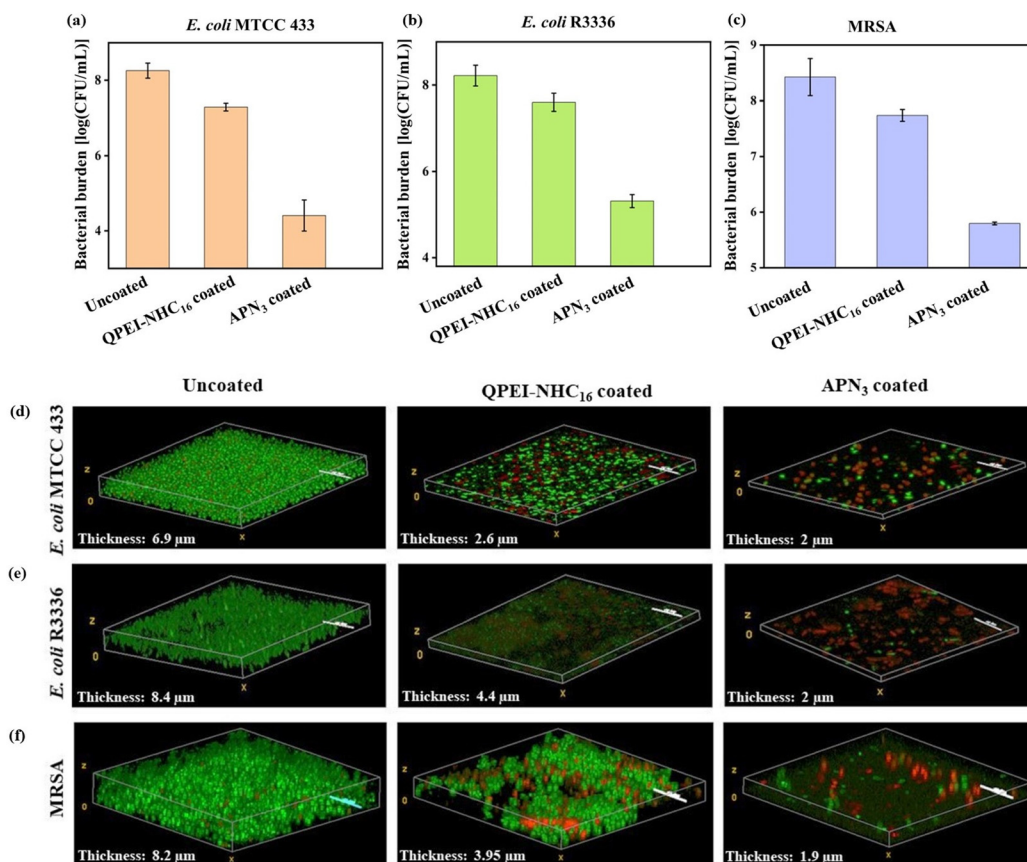 (a)
E. coli MTCC 433
Bacterial burden [log(CFU/mL)]
8
6
4
Uncoated
QPEI-NHC₁₆ coated
APN₃ coated
(b)
E. coli R3336
Bacterial burden [log(CFU/mL)]
8
6
4
Uncoated
QPEI-NHC₁₆ coated
APN₃ coated
(c)
MRSA
Bacterial burden [log(CFU/mL)]
9
8
7
6
5
Uncoated
QPEI-NHC₁₆ coated
APN₃ coated
Uncoated
QPEI-NHC₁₆ coated
APN₃ coated
(d)
E. coli MTCC 433
z
0
x
Thickness: 6.9 µm
z
0
x
Thickness: 2.6 µm
z
0
x
Thickness: 2 µm
(e)
E. coli R3336
z
0
x
Thickness: 8.4 µm
z
0
x
Thickness: 4.4 µm
z
0
x
Thickness: 2 µm
(f)
MRSA
z
0
x
Thickness: 8.2 µm
z
0
x
Thickness: 3.95 µm
z
0
x
Thickness: 1.9 µm